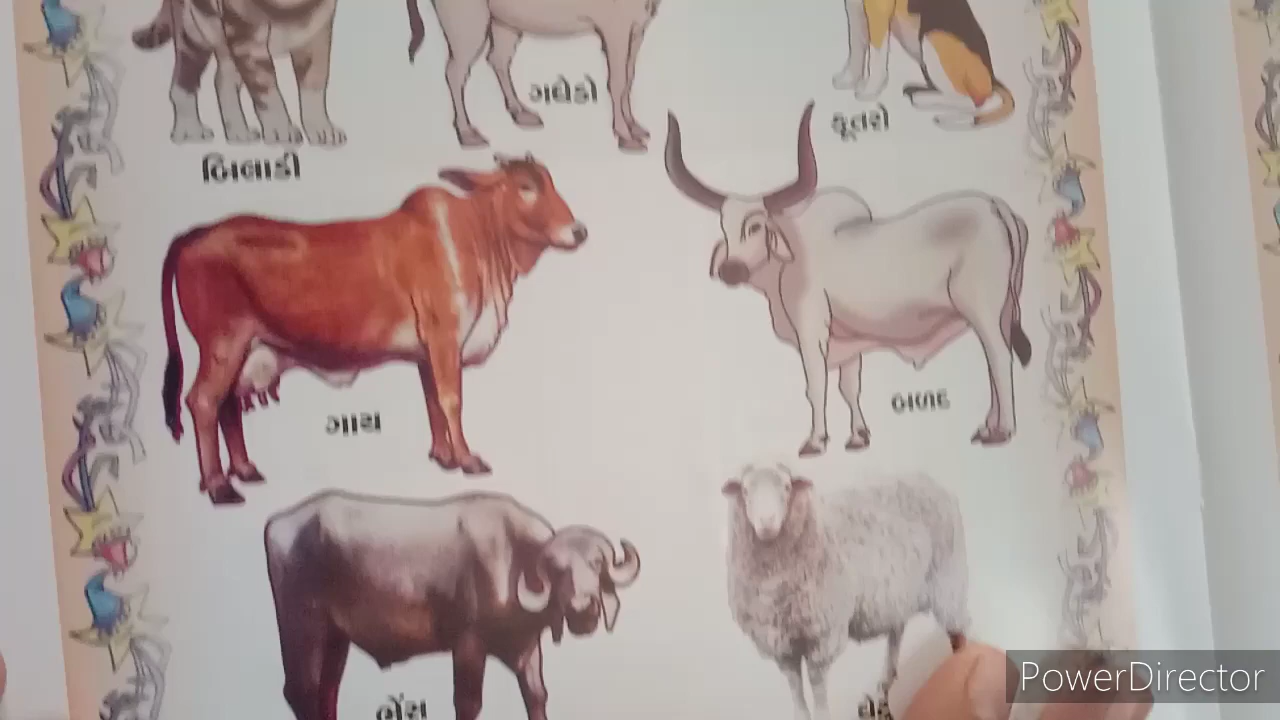 ગધેડો
કૂતરો
બિલાડી
ગાય
બળદ
ભેંસ
PowerDirector